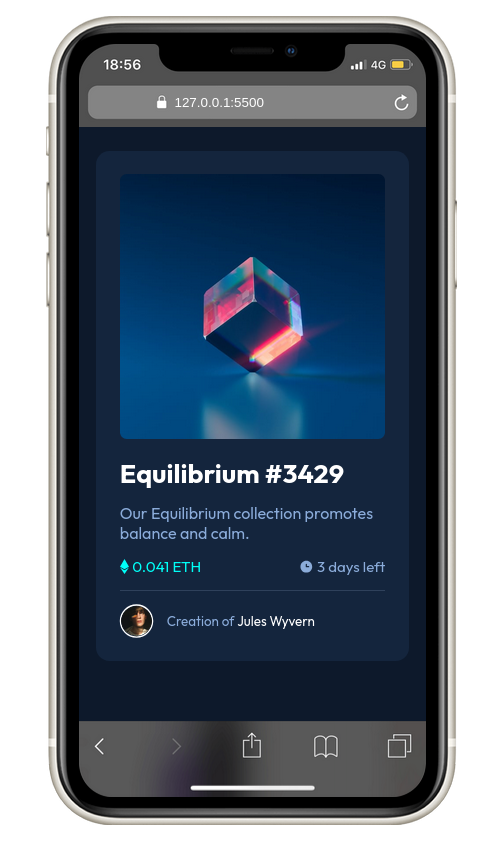 18:56
4G
127.0.0.1:5500
Equilibrium #3429
Our Equilibrium collection promotes
balance and calm.
0.041 ETH
3 days left
Creation of Jules Wyvern